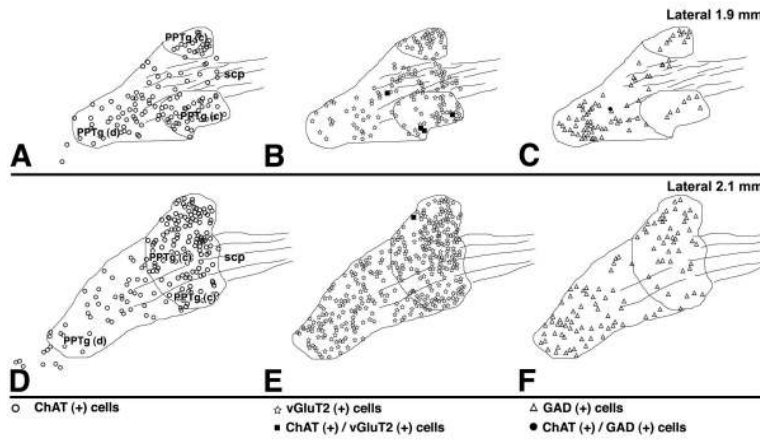 Lateral 1.9 mm
PPTg (c)
scp
PPTg (c)
PPTg (d)
A
B
C
Lateral 2.1 mm
PPTg (c)
scp
PPTg (c)
PPTg (d)
D
E
F
ChAT (+) cells
vGluT2 (+) cells
GAD (+) cells
ChAT (+) / vGluT2 (+) cells
ChAT (+) / GAD (+) cells